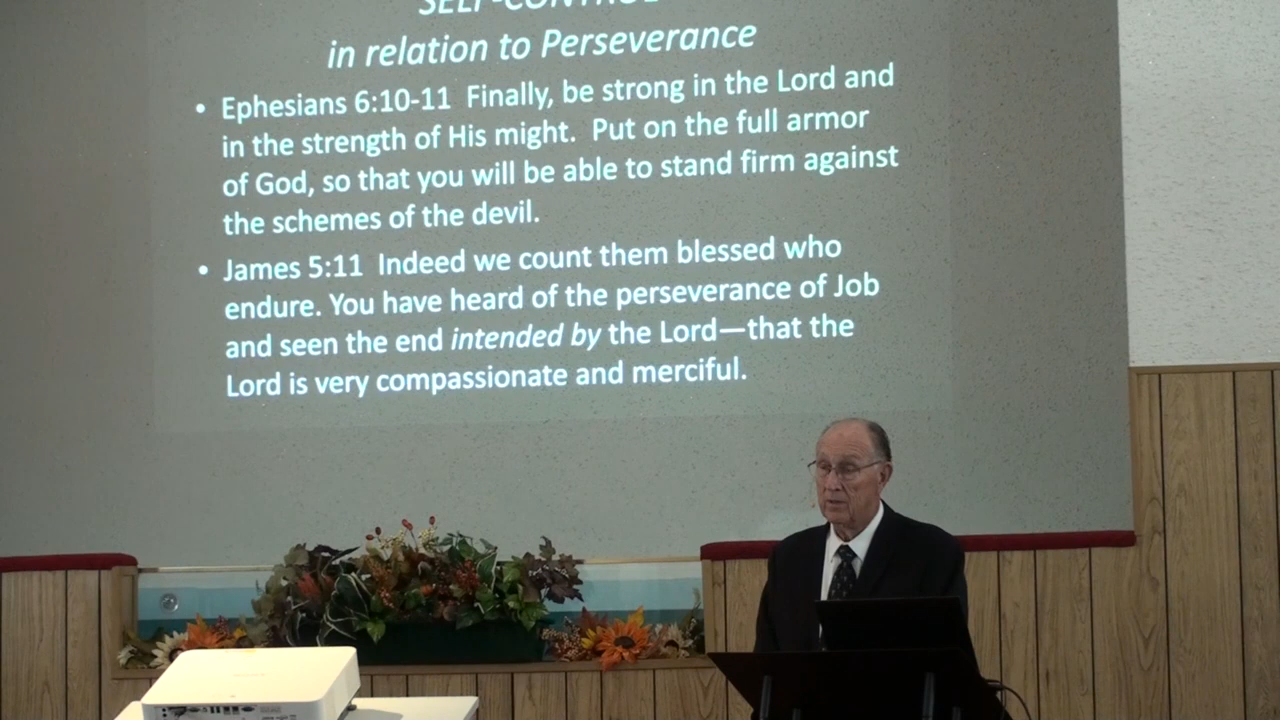 SELF-CONTROL
in relation to Perseverance
• Ephesians 6:10-11 Finally, be strong in the Lord and
in the strength of His might. Put on the full armor
of God, so that you will be able to stand firm against
the schemes of the devil.
• James 5:11 Indeed we count them blessed who
endure. You have heard of the perseverance of Job
and seen the end intended by the Lord—that the
Lord is very compassionate and merciful.